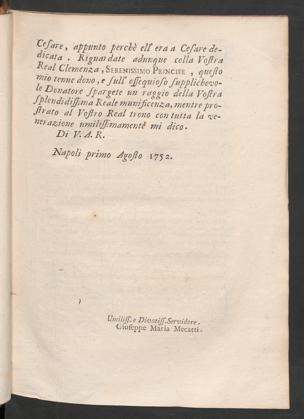 Cesare, appunto perchè ell' era a Cesare de-
dicata. Riguardate adunque colla Vostra
Real Clemenza, SERENISSIMO PRINCIPE, questo
mio tenue dono, e sull' ossequioso supplichevo-
le Donatore spargete un raggio della Vostra
splendidissima Reale munificenza, mentre pro-
strato al Vostro Real trono con tutta la ve-
nerazione umilissimamente mi dico.
Di V. A. R.
Napoli primo Agosto 1752.
Umiliss. e Divotiss. Servidore.
Giuseppe Maria Mecatti.